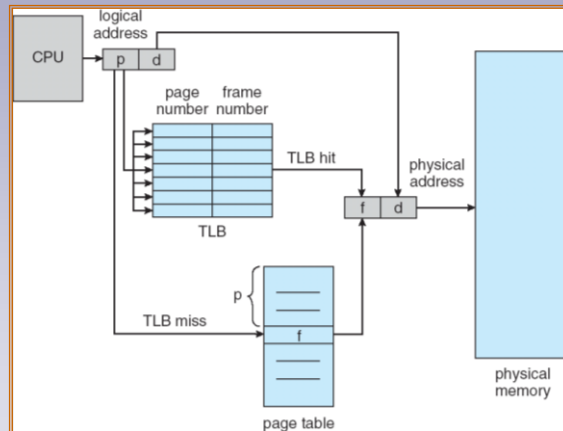 logical
address
CPU
p d
page
number
frame
number
TLB hit
physical
address
f d
TLB
p
TLB miss
f
page table
physical
memory